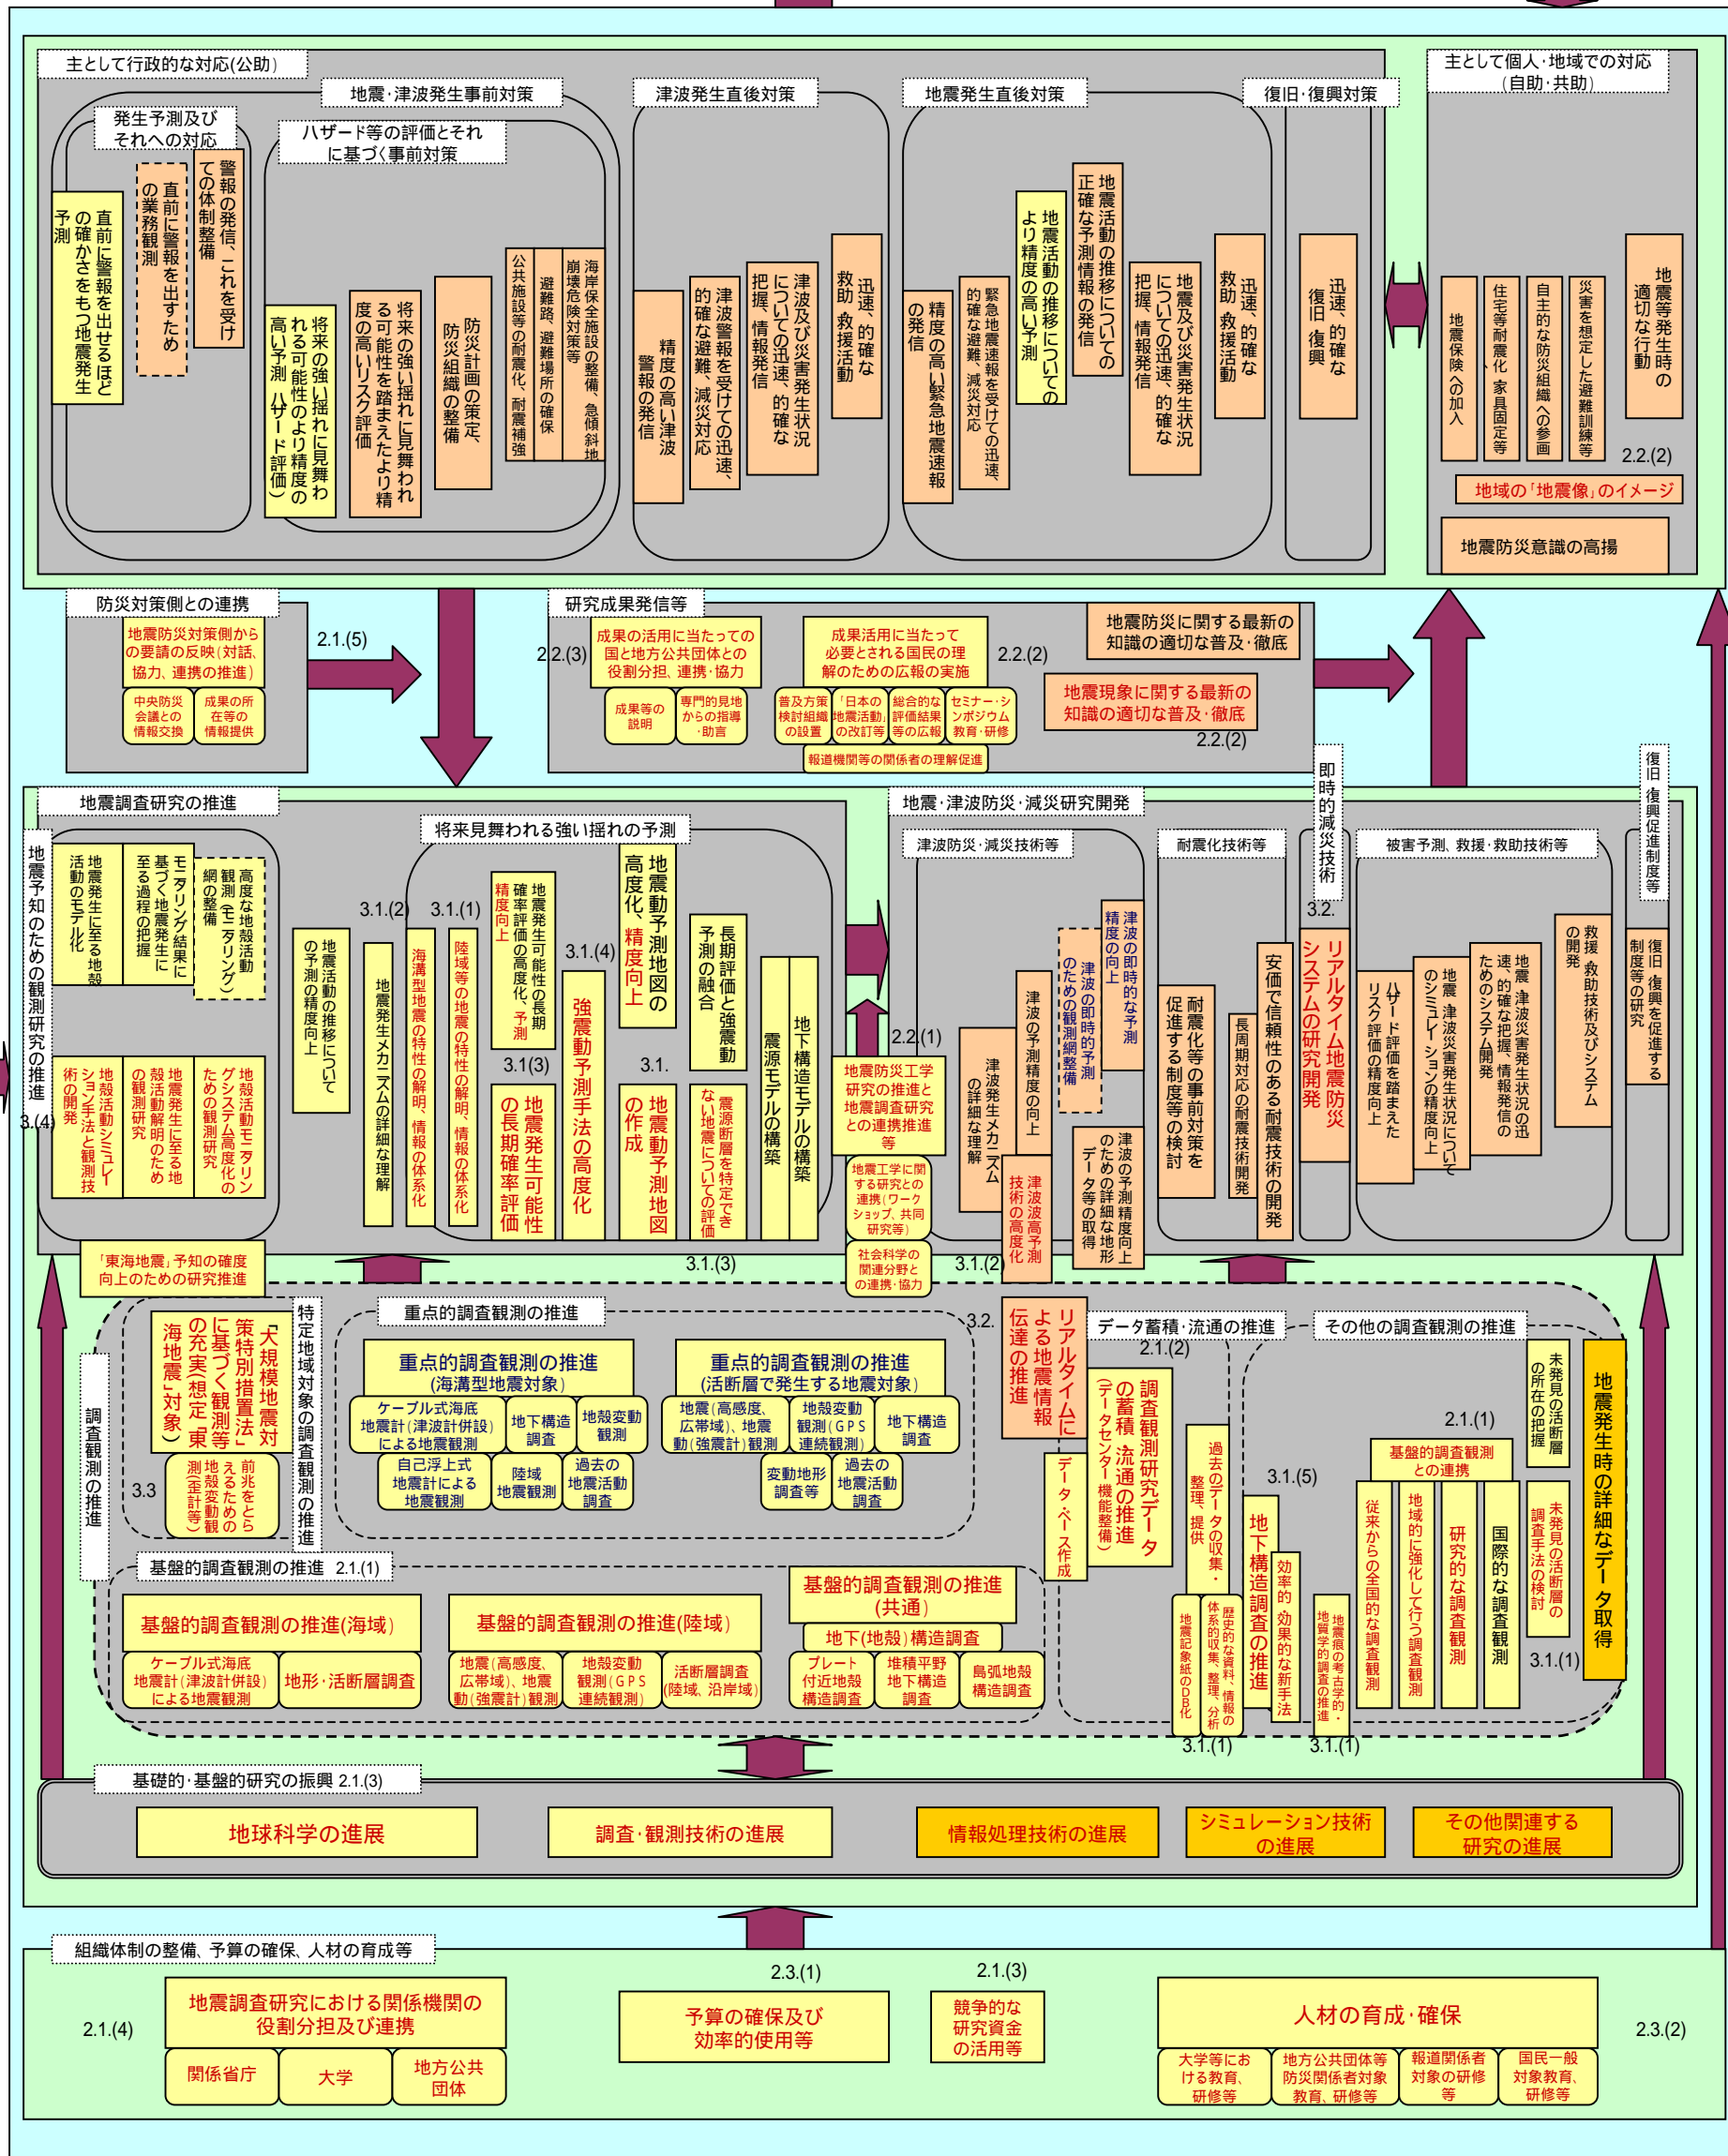 主として行政的な対応(公助)
地震・津波発生事前対策
発生予測及び
それへの対応
直前に警報を出せるほど
の確かさをもつ地震発生
予測
直前に警報を出すため
の業務観測
警報の発信、これを受け
ての体制整備
ハザード等の評価とそれ
に基づく事前対策
将来の強い揺れに見舞わ
れる可能性のより精度の
高い予測(ハザード評価)
将来の強い揺れに見舞われ
る可能性を踏まえたより精
度の高いリスク評価
防災計画の策定、
防災組織の整備
公共施設等の耐震化、耐震補強
避難路、避難場所の確保
海岸保全施設の整備、急傾斜地
崩壊危険対策等
津波発生直後対策
精度の高い津波
警報の発信
津波警報を受けての迅速、
的確な避難、減災対応
津波及び災害発生状況
についての迅速、的確な
把握、情報発信
迅速、的確な
救助・救援活動
地震発生直後対策
精度の高い緊急地震速報
の発信
緊急地震速報を受けての迅速、
的確な避難、減災対応
地震活動の推移についての
より精度の高い予測
地震活動の推移についての
正確な予測情報の発信
地震及び災害発生状況
についての迅速、的確な
把握、情報発信
迅速、的確な
救助・救援活動
復旧・復興対策
迅速、的確な
復旧・復興
主として個人・地域での対応
(自助・共助)
地震保険への加入
住宅等耐震化、家具固定等
自主的な防災組織への参画
災害を想定した避難訓練等
地震等発生時の
適切な行動
2.2.(2)
地域の「地震像」のイメージ
地震防災意識の高揚
防災対策側との連携
地震防災対策側から
の要請の反映(対話、
協力、連携の推進)
中央防災
会議との
情報交換
成果の所
在等の
情報提供
2.1.(5)
研究成果発信等
2.2.(3)
成果の活用に当たっての
国と地方公共団体との
役割分担、連携・協力
成果等の
説明
専門的見地
からの指導
・助言
成果活用に当たって
必要とされる国民の理
解のための広報の実施
2.2.(2)
普及方策
検討組織
の設置
「日本の
地震活動」
の改訂等
総合的な
評価結果
等の広報
セミナー・シ
ンポジウム
教育・研修
報道機関等の関係者の理解促進
地震防災に関する最新の
知識の適切な普及・徹底
地震現象に関する最新の
知識の適切な普及・徹底
2.2.(2)
地震調査研究の推進
地震予知のための観測研究の推進
3.(4)
地震発生に至る地殻
活動のモデル化
モニタリング結果に
基づく地震発生に
至る過程の把握
高度な地殻活動
観測(モニタリング)
網の整備
地殻活動シミュレー
ション手法と観測技
術の開発
地震発生に至る地
殻活動解明のため
の観測研究
地殻活動モニタリン
グシステム高度化の
ための観測研究
「東海地震」予知の確度
向上のための研究推進
将来見舞われる強い揺れの予測
地震活動の推移について
の予測の精度向上
3.1.(2)
地震発生メカニズムの詳細な理解
海溝型地震の特性の解明、情報の体系化
3.1.(1)
陸域等の地震の特性の解明、情報の体系化
地震発生可能性の長期
確率評価の高度化、予測
精度向上
3.1(3)
地震発生可能性
の長期確率評価
3.1.(4)
強震動予測手法の高度化
地震動予測地図の
高度化、精度向上
3.1.
地震動予測地図
の作成
長期評価と強震動
予測の融合
震源断層を特定でき
ない地震についての評価
3.1.(3)
地下構造モデルの構築
震源モデルの構築
2.2.(1)
地震防災工学
研究の推進と
地震調査研究
との連携推進
等
地震工学に関
する研究との
連携(ワーク
ショップ、共同
研究等)
社会科学の
関連分野と
の連携・協力
地震・津波防災・減災研究開発
津波防災・減災技術等
津波発生メカニズム
の詳細な理解
津波の予測精度の向上
津波の即時的予測
のための観測網整備
津波の即時的な予測
精度の向上
津波波高予測
技術の高度化
3.1.(2)
津波の予測精度向上
のための詳細な地形
データ等の取得
耐震化技術等
耐震化等の事前対策を
促進する制度等の検討
長周期対応の耐震技術開発
安価で信頼性のある耐震技術の開発
即時的減災技術
3.2.
リアルタイム地震防災
システムの研究開発
被害予測、救援・救助技術等
ハザード評価を踏まえた
リスク評価の精度向上
地震・津波災害発生状況について
のシミュレーションの精度向上
地震・津波災害発生状況の迅
速、的確な把握、情報発信の
ためのシステム開発
救援・救助技術及びシステム
の開発
復旧・復興促進制度等
復旧・復興を促進する
制度等の研究
調査観測の推進
「大規模地震対
策特別措置法」
に基づく観測等
の充実(想定「東
海地震」対象)
3.3
前兆をとら
えるための
地殻変動観
測(歪計等)
特定地域対象の調査観測の推進
重点的調査観測の推進
重点的調査観測の推進
(海溝型地震対象)
ケーブル式海底
地震計(津波計併設)
による地震観測
地下構造
調査
地殻変動
観測
自己浮上式
地震計による
地震観測
陸域
地震観測
過去の
地震活動
調査
重点的調査観測の推進
(活断層で発生する地震対象)
地震(高感度、
広帯域)、地震
動(強震計)観測
地殻変動
観測(GPS
連続観測)
地下構造
調査
変動地形
調査等
過去の
地震活動
調査
3.2.
リアルタイムに
よる地震情報
伝達の推進
データ・ベース作成
データ蓄積・流通の推進
2.1.(2)
調査観測研究データ
の蓄積・流通の推進
(データセンター機能整備)
過去のデータの収集・
整理、提供
地震記象紙のDB化
歴史的な資料、情報の
体系的収集、整理、分析
3.1.(1)
その他の調査観測の推進
3.1.(5)
地下構造調査の推進
効率的・効果的な新手法
地震痕の考古学的・
地質学的調査の推進
3.1.(1)
2.1.(1)
基盤的調査観測
との連携
従来からの全国的な調査観測
地域的に強化して行う調査観測
研究的な調査観測
国際的な調査観測
未発見の活断層
の所在の把握
未発見の活断層の
調査手法の検討
3.1.(1)
地震発生時の詳細なデータ取得
基盤的調査観測の推進 2.1.(1)
基盤的調査観測の推進(海域)
ケーブル式海底
地震計(津波計併設)
による地震観測
地形・活断層調査
基盤的調査観測の推進(陸域)
地震(高感度、
広帯域)、地震
動(強震計)観測
地殻変動
観測(GPS
連続観測)
活断層調査
(陸域、沿岸域)
基盤的調査観測の推進
(共通)
地下(地殻)構造調査
プレート
付近地殻
構造調査
堆積平野
地下構造
調査
島弧地殻
構造調査
基礎的・基盤的研究の振興 2.1.(3)
地球科学の進展
調査・観測技術の進展
情報処理技術の進展
シミュレーション技術
の進展
その他関連する
研究の進展
組織体制の整備、予算の確保、人材の育成等
2.1.(4)
地震調査研究における関係機関の
役割分担及び連携
関係省庁
大学
地方公共
団体
2.3.(1)
予算の確保及び
効率的使用等
2.1.(3)
競争的な
研究資金
の活用等
人材の育成・確保
2.3.(2)
大学等にお
ける教育、
研修等
地方公共団体等
防災関係者対象
教育、研修等
報道関係者
対象の研修
等
国民一般
対象教育、
研修等